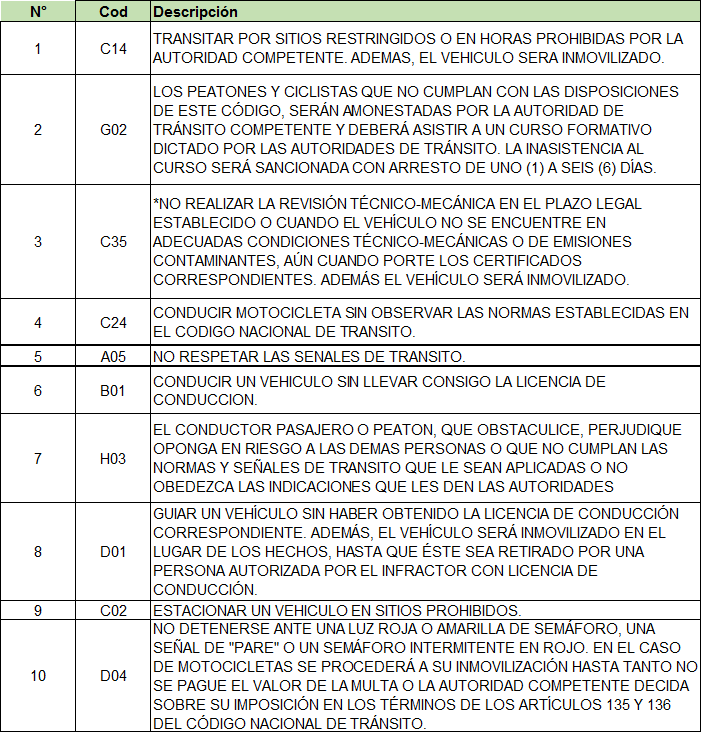 N° Cod Descripción
1 C14 TRANSITAR POR SITIOS RESTRINGIDOS O EN HORAS PROHIBIDAS POR LA
AUTORIDAD COMPETENTE. ADEMAS, EL VEHICULO SERA INMOVILIZADO.
2 G02 LOS PEATONES Y CICLISTAS QUE NO CUMPLAN CON LAS DISPOSICIONES
DE ESTE CÓDIGO, SERÁN AMONESTADAS POR LA AUTORIDAD DE
TRÁNSITO COMPETENTE Y DEBERÁ ASISTIR A UN CURSO FORMATIVO
DICTADO POR LAS AUTORIDADES DE TRÁNSITO. LA INASISTENCIA AL
CURSO SERÁ SANCIONADA CON ARRESTO DE UNO (1) A SEIS (6) DÍAS.
3 C35 *NO REALIZAR LA REVISIÓN TÉCNICO-MECÁNICA EN EL PLAZO LEGAL
ESTABLECIDO O CUANDO EL VEHÍCULO NO SE ENCUENTRE EN
ADECUADAS CONDICIONES TÉCNICO-MECÁNICAS O DE EMISIONES
CONTAMINANTES, AÚN CUANDO PORTE LOS CERTIFICADOS
CORRESPONDIENTES. ADEMÁS EL VEHÍCULO SERÁ INMOVILIZADO.
4 C24 CONDUCIR MOTOCICLETA SIN OBSERVAR LAS NORMAS ESTABLECIDAS EN
EL CODIGO NACIONAL DE TRANSITO.
5 A05 NO RESPETAR LAS SENALES DE TRANSITO.
6 B01 CONDUCIR UN VEHICULO SIN LLEVAR CONSIGO LA LICENCIA DE
CONDUCCION.
7 H03 EL CONDUCTOR PASAJERO O PEATON, QUE OBSTACULICE, PERJUDIQUE
OPONGA EN RIESGO A LAS DEMAS PERSONAS O QUE NO CUMPLAN LAS
NORMAS Y SEÑALES DE TRANSITO QUE LE SEAN APLICADAS O NO
OBEDEZCA LAS INDICACIONES QUE LES DEN LAS AUTORIDADES
8 D01 GUIAR UN VEHÍCULO SIN HABER OBTENIDO LA LICENCIA DE CONDUCCIÓN
CORRESPONDIENTE. ADEMÁS, EL VEHÍCULO SERÁ INMOVILIZADO EN EL
LUGAR DE LOS HECHOS, HASTA QUE ÉSTE SEA RETIRADO POR UNA
PERSONA AUTORIZADA POR EL INFRACTOR CON LICENCIA DE
CONDUCCIÓN.
9 C02 ESTACIONAR UN VEHICULO EN SITIOS PROHIBIDOS.
10 D04 NO DETENERSE ANTE UNA LUZ ROJA O AMARILLA DE SEMÁFORO, UNA
SEÑAL DE "PARE" O UN SEMÁFORO INTERMITENTE EN ROJO. EN EL CASO
DE MOTOCICLETAS SE PROCEDERÁ A SU INMOVILIZACIÓN HASTA TANTO NO
SE PAGUE EL VALOR DE LA MULTA O LA AUTORIDAD COMPETENTE DECIDA
SOBRE SU IMPOSICIÓN EN LOS TÉRMINOS DE LOS ARTÍCULOS 135 Y 136
DEL CÓDIGO NACIONAL DE TRÁNSITO.